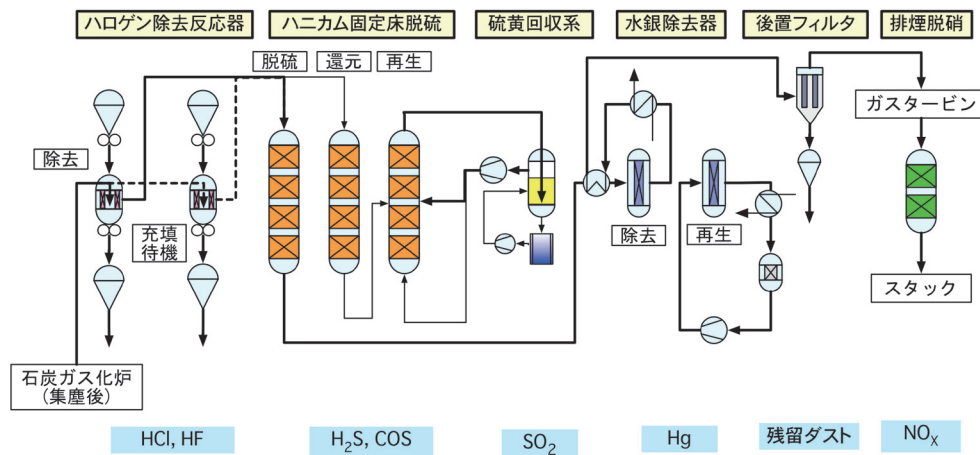 ハロゲン除去反応器
ハニカム固定床脱硫
硫黄回収系
水銀除去器
後置フィルタ
排煙脱硝
脱硫
還元
再生
除去
充填
待機
除去
再生
ガスタービン
スタック
石炭ガス化炉
(集塵後)
HCl, HF
H₂S, COS
SO₂
Hg
残留ダスト
NOₓ